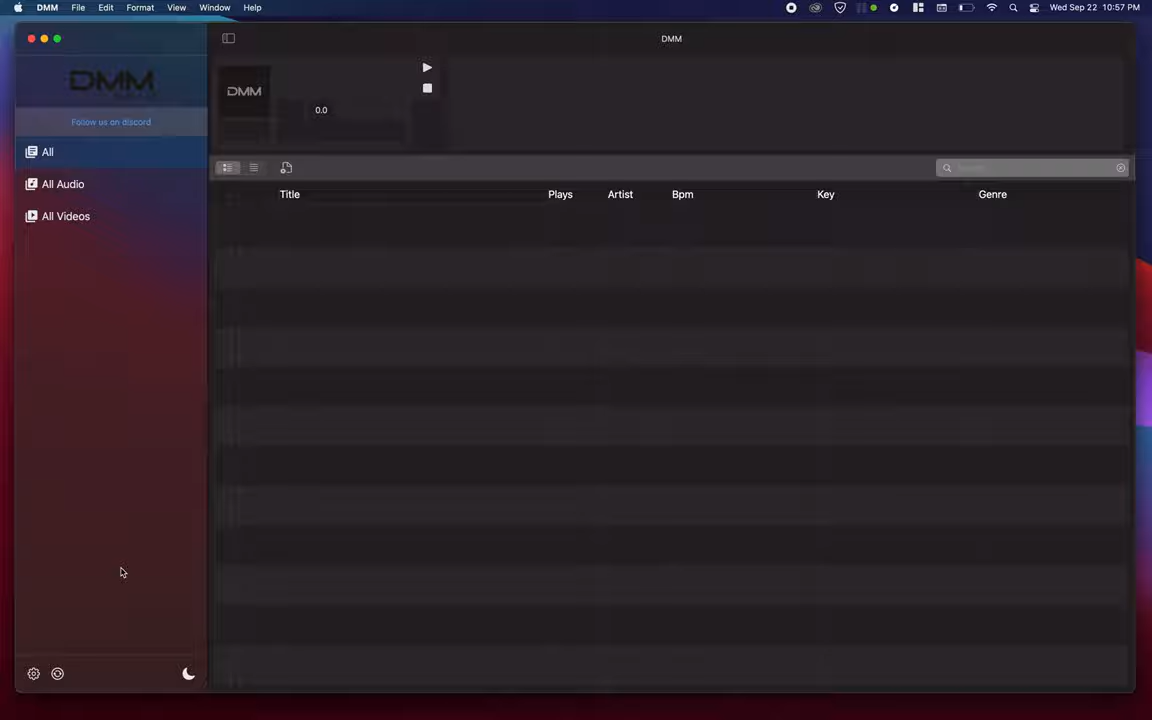 DMM File Edit Format View Window Help Wed Sep 22 10:57 PM
DMM
DMM
Follow us on discord
DMM
0.0
All
All Audio
All Videos
Title Plays Artist Bpm Key Genre